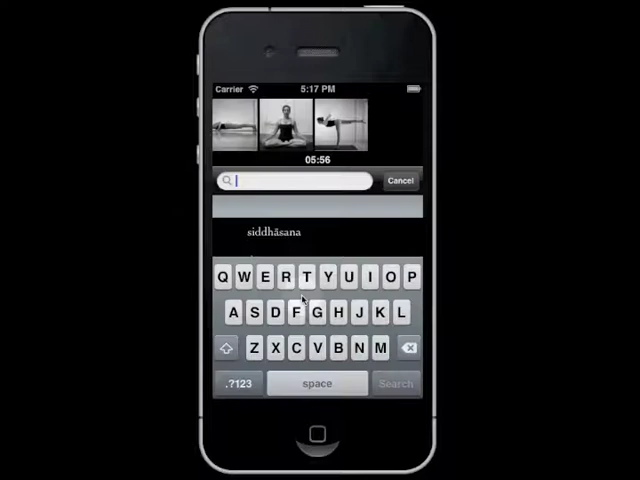 Carrier 5:17 PM
05:56
Cancel
siddhāsana
Q W E R T Y U I O P
A S D F G H J K L
Z X C V B N M
.?123 space Search